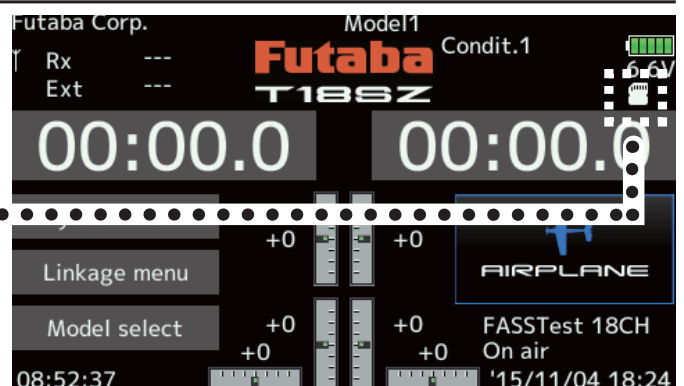 Futaba Corp.
Model1
Rx ---
Ext ---
Futaba
T18SZ
Condit.1
6.6V
00:00.0
00:00.0
+0
+0
Linkage menu
AIRPLANE
Model select
+0
+0
FASSTest 18CH
+0
+0
On air
08:52:37
'15/11/04 18:24